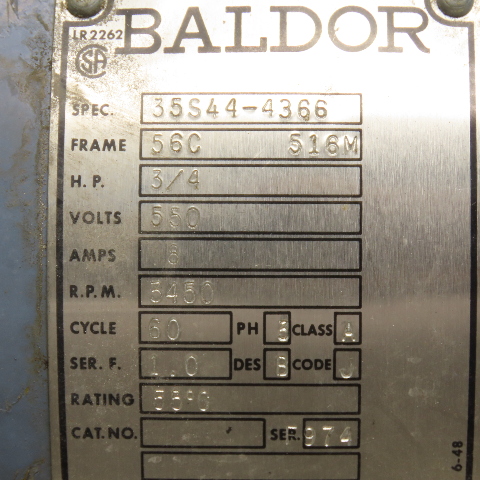 LR2262 BALDOR
SA
SPEC. 35S44-4366
FRAME 56C 516M
H.P. 3/4
VOLTS 550
AMPS
R.P.M. 3450
CYCLE 60 PH 3 CLASS A
SER. F. 1.0 DES B CODE J
RATING
CAT.NO. SER. 974
6-48